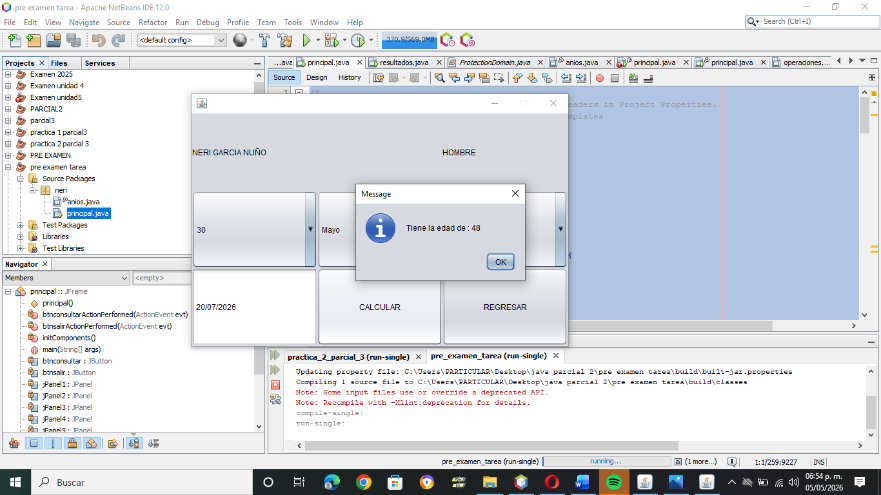 pre examen tarea - Apache NetBeans IDE 12.0
File Edit View Navigate Source Refactor Run Debug Profile Team Tools Window Help
Search (Ctrl+I)
<default config>
Projects Files Services
...ava principal.java resultados.java ProtectionDomain.java anios.java principal.java principal.java operaciones....
Source Design History
Examen 2025
Examen unidad 4
Examen unidad5
PARCIAL2
parcial3
practica 1 parcial3
practica 2 parcial 3
PRE EXAMEN
pre examen tarea
Source Packages
neri
anios.java
principal.java
Test Packages
Libraries
Test Libraries
eaders in Project Properties.
plates
NERI GARCIA NUÑO
HOMBRE
30
Mayo
20/07/2026
CALCULAR
REGRESAR
Message
Tiene la edad de : 48
OK
Navigator
Members
<empty>
principal :: JFrame
principal()
btnconsultarActionPerformed(ActionEvent evt)
btnsalirActionPerformed(ActionEvent evt)
initComponents()
main(String[] args)
btnconsultar : JButton
btnsalir : JButton
jPanel1 : JPanel
jPanel2 : JPanel
jPanel3 : JPanel
jPanel4 : JPanel
jPanel5 : JPanel
practica_2_parcial_3 (run-single) pre_examen_tarea (run-single)
Updating property file: C:\Users\PARTICULAR\Desktop\java parcial 2\pre examen tarea\build\built-jar.properties
Compiling 1 source file to C:\Users\PARTICULAR\Desktop\java parcial 2\pre examen tarea\build\classes
Note: Some input files use or override a deprecated API.
Note: Recompile with -Xlint:deprecation for details.
compile-single:
run-single:
pre_examen_tarea (run-single) running... (1 more...) 1:1/259:9227 INS
Buscar
06:54 p. m.
05/05/2026